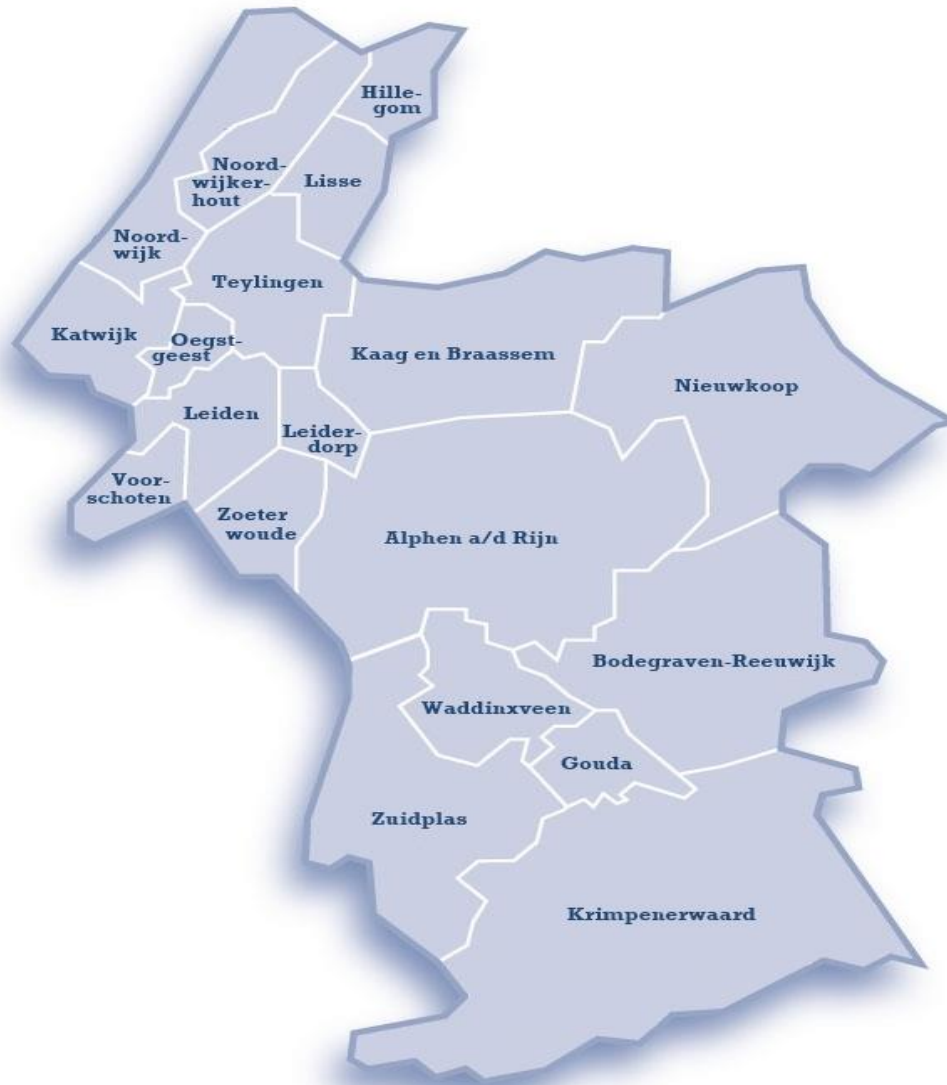 Hille-
gom
Noord-
wijker-
hout
Lisse
Noord-
wijk
Teylingen
Katwijk
Oegst-
geest
Kaag en Braassem
Nieuwkoop
Leiden
Leider-
dorp
Voor-
schoten
Zoeter
woude
Alphen a/d Rijn
Bodegraven-Reeuwijk
Waddinxveen
Gouda
Zuidplas
Krimpenerwaard